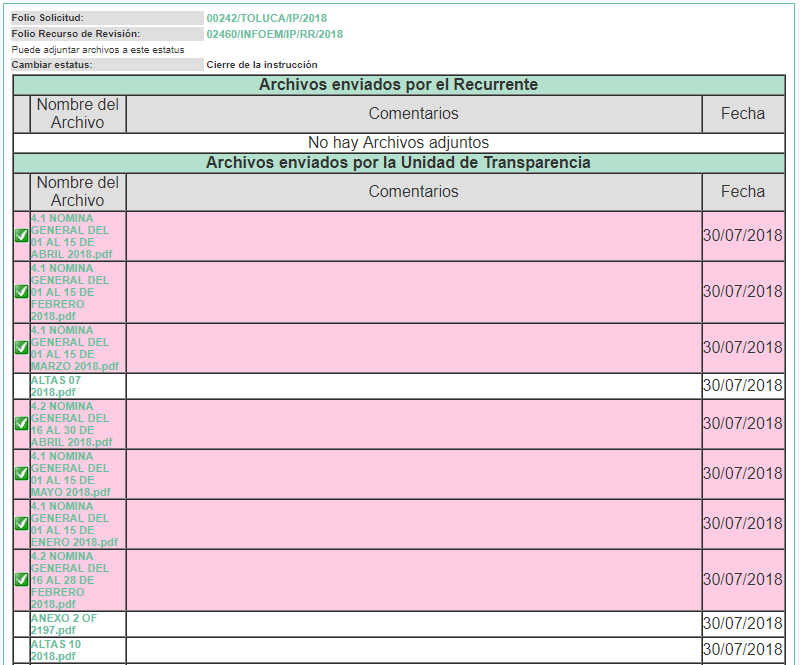 Folio Solicitud: 00242/TOLUCA/IP/2018
Folio Recurso de Revisión: 02460/INFOEM/IP/RR/2018
Puede adjuntar archivos a este estatus
Cambiar estatus: Cierre de la instrucción
Archivos enviados por el Recurrente
Nombre del
Archivo
Comentarios
Fecha
No hay Archivos adjuntos
Archivos enviados por la Unidad de Transparencia
Nombre del
Archivo
Comentarios
Fecha
4.1 NOMINA
GENERAL DEL
01 AL 15 DE
ABRIL 2018.pdf
30/07/2018
4.1 NOMINA
GENERAL DEL
01 AL 15 DE
FEBRERO
2018.pdf
30/07/2018
4.1 NOMINA
GENERAL DEL
01 AL 15 DE
MARZO 2018.pdf
30/07/2018
ALTAS 07
2018.pdf
30/07/2018
4.2 NOMINA
GENERAL DEL
16 AL 30 DE
ABRIL 2018.pdf
30/07/2018
4.1 NOMINA
GENERAL DEL
01 AL 15 DE
MAYO 2018.pdf
30/07/2018
4.1 NOMINA
GENERAL DEL
01 AL 15 DE
ENERO 2018.pdf
30/07/2018
4.2 NOMINA
GENERAL DEL
16 AL 28 DE
FEBRERO
2018.pdf
30/07/2018
ANEXO 2 OF
2197.pdf
30/07/2018
ALTAS 10
2018.pdf
30/07/2018